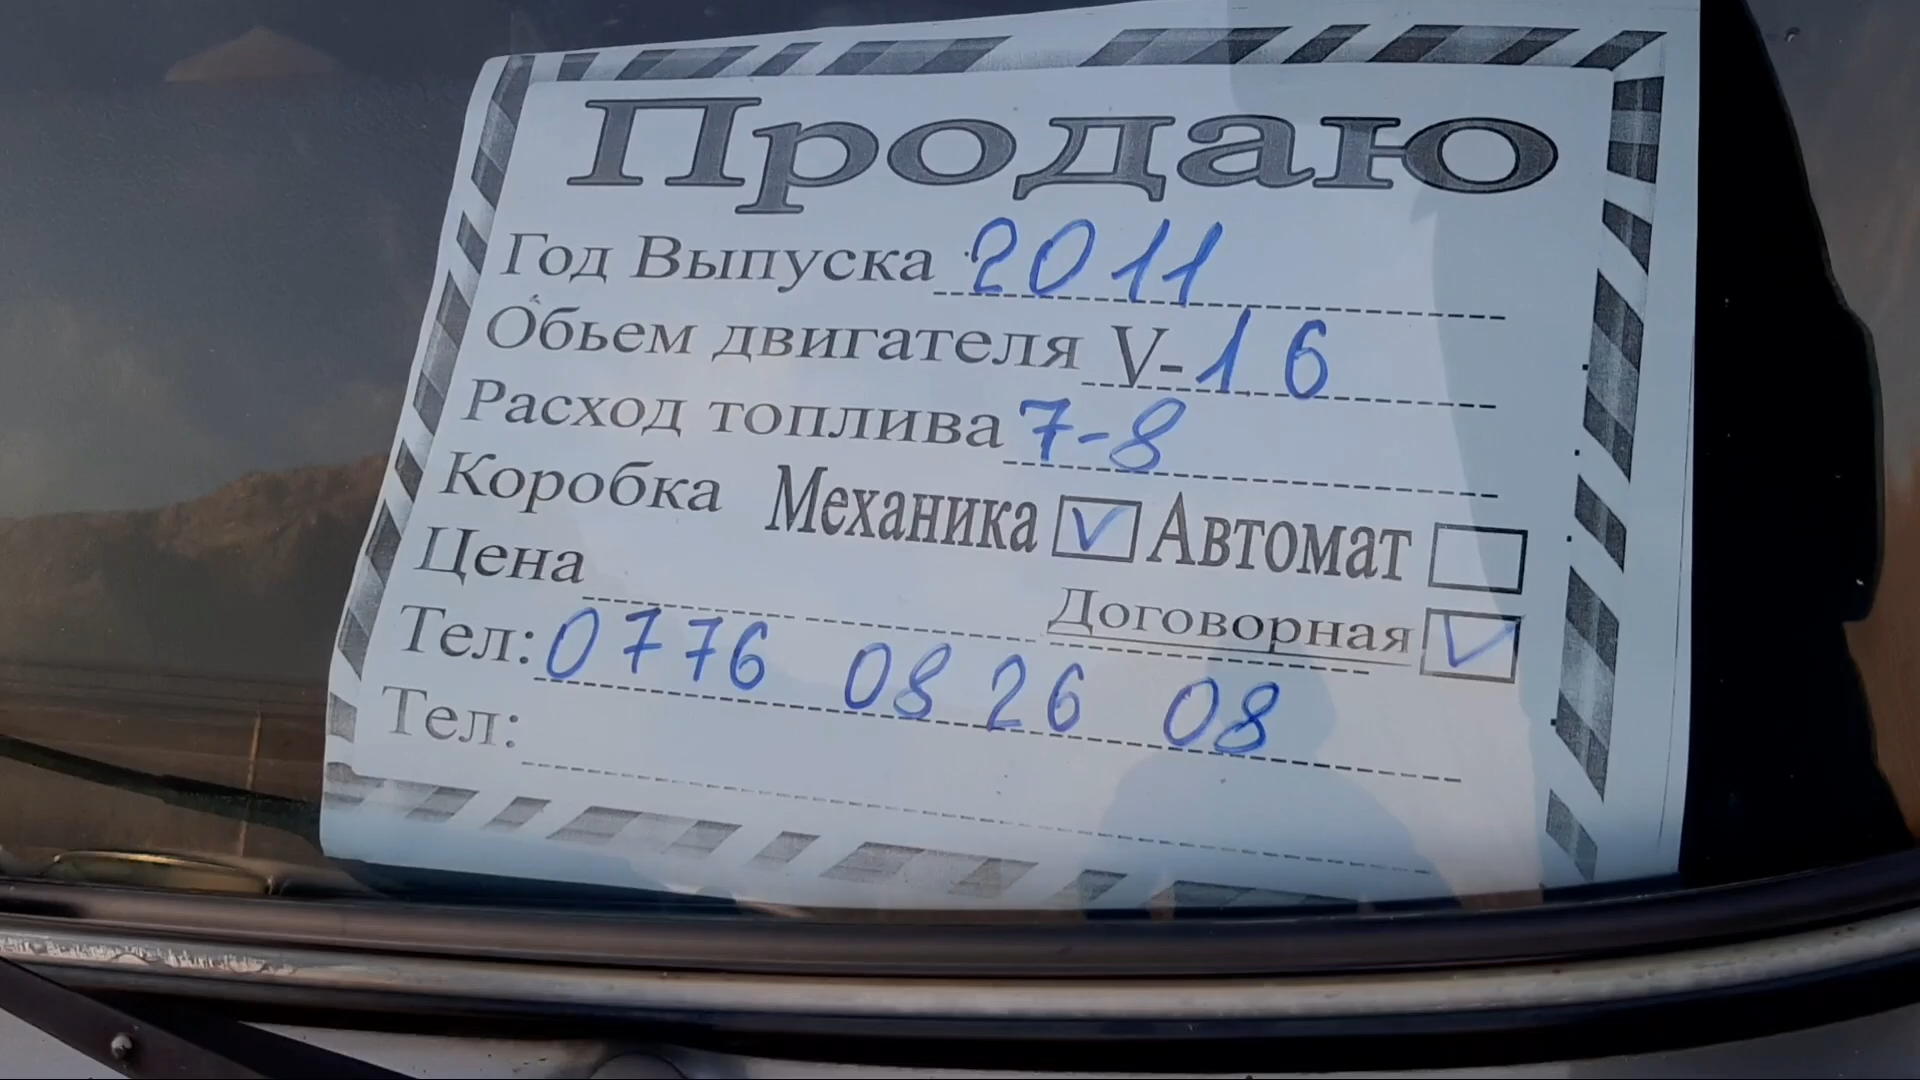 Продаю
Год Выпуска 2011
Обьем двигателя V-1 6
Расход топлива 7-8
Коробка Механика Автомат
Цена Договорная
Тел: 0776 08 26 08
Тел: